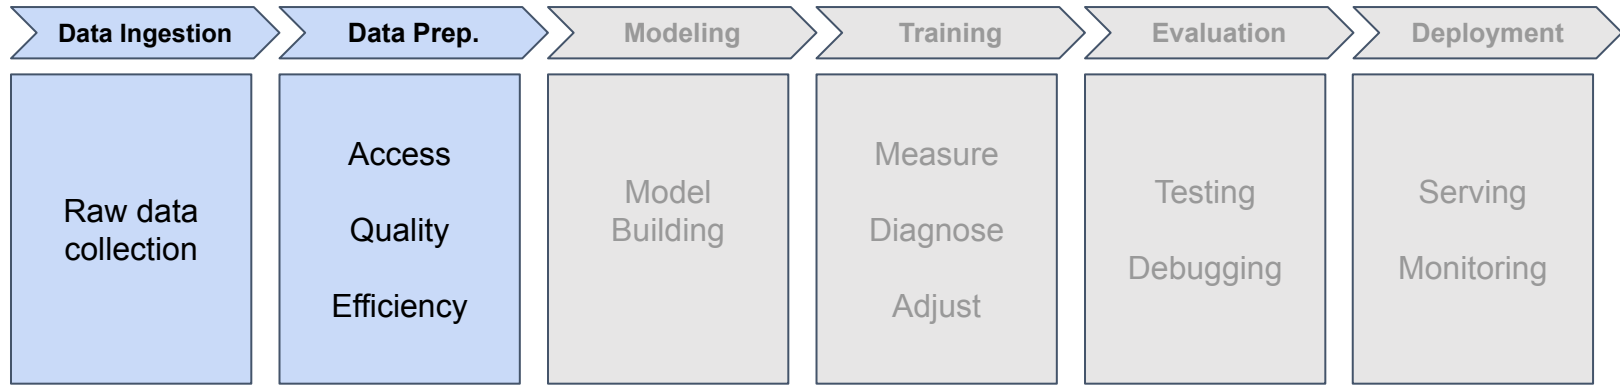 Data Ingestion
Data Prep.
Modeling
Training
Evaluation
Deployment
Raw data
collection
Access
Quality
Efficiency
Model
Building
Measure
Diagnose
Adjust
Testing
Debugging
Serving
Monitoring